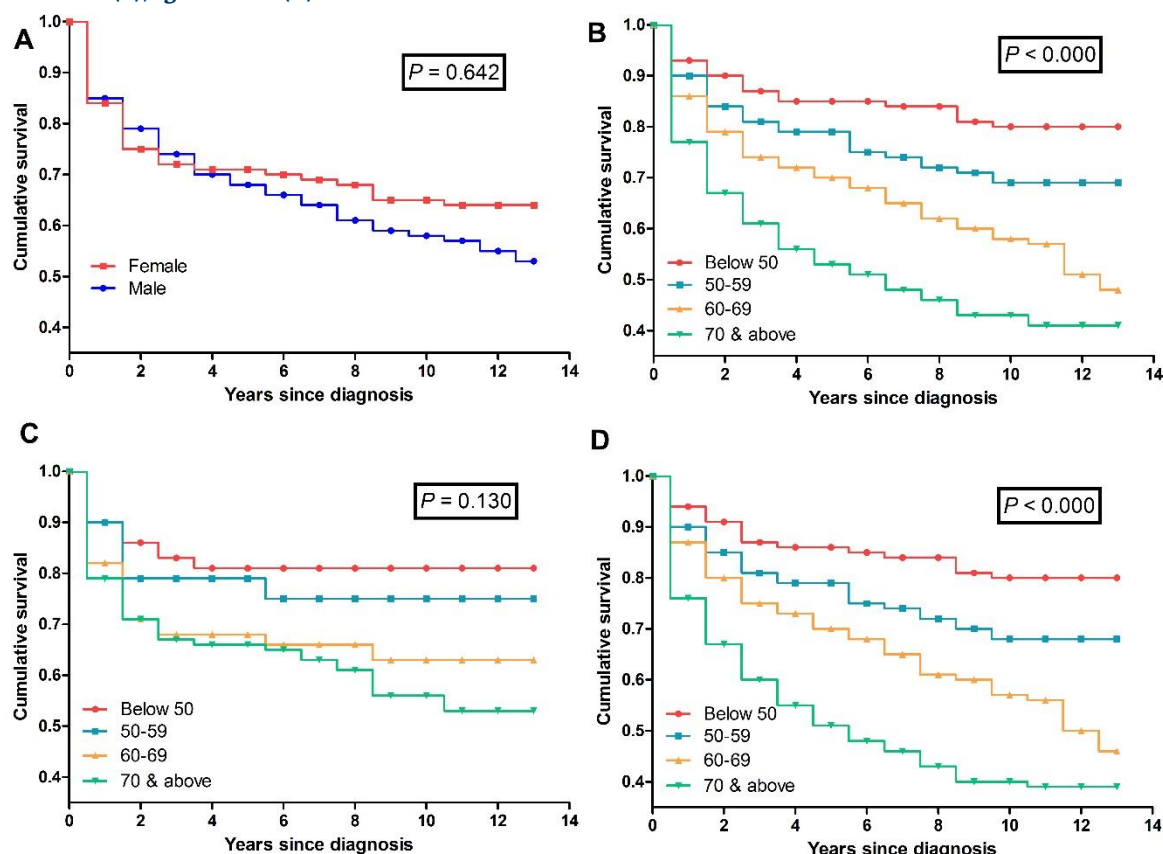 A
P = 0.642
Cumulative survival
1.0
0.9
0.8
0.7
0.6
0.5
0.4
Female
Male
0 2 4 6 8 10 12 14
Years since diagnosis
B
P < 0.000
Cumulative survival
1.0
0.9
0.8
0.7
0.6
0.5
0.4
Below 50
50-59
60-69
70 & above
0 2 4 6 8 10 12 14
Years since diagnosis
C
P = 0.130
Cumulative survival
1.0
0.9
0.8
0.7
0.6
0.5
0.4
Below 50
50-59
60-69
70 & above
0 2 4 6 8 10 12 14
Years since diagnosis
D
P < 0.000
Cumulative survival
1.0
0.9
0.8
0.7
0.6
0.5
0.4
Below 50
50-59
60-69
70 & above
0 2 4 6 8 10 12 14
Years since diagnosis